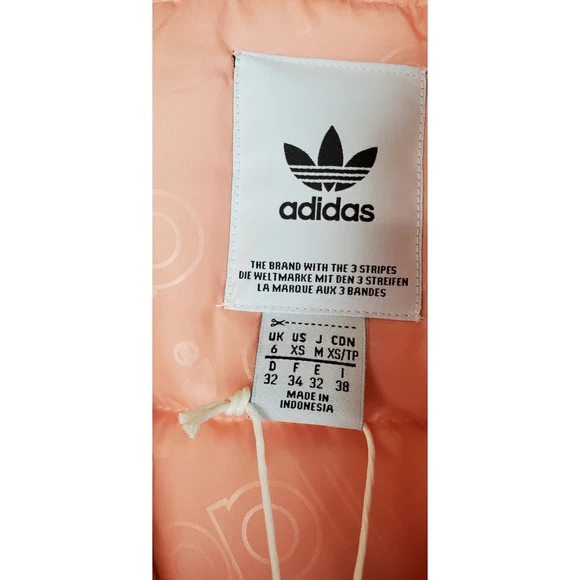 adidas
THE BRAND WITH THE 3 STRIPES
DIE WELTMARKE MIT DEN 3 STREIFEN
LA MARQUE AUX 3 BANDES
UK US J CDN
6 XS M XS/TP
D F E I
32 34 32 38
MADE IN
INDONESIA